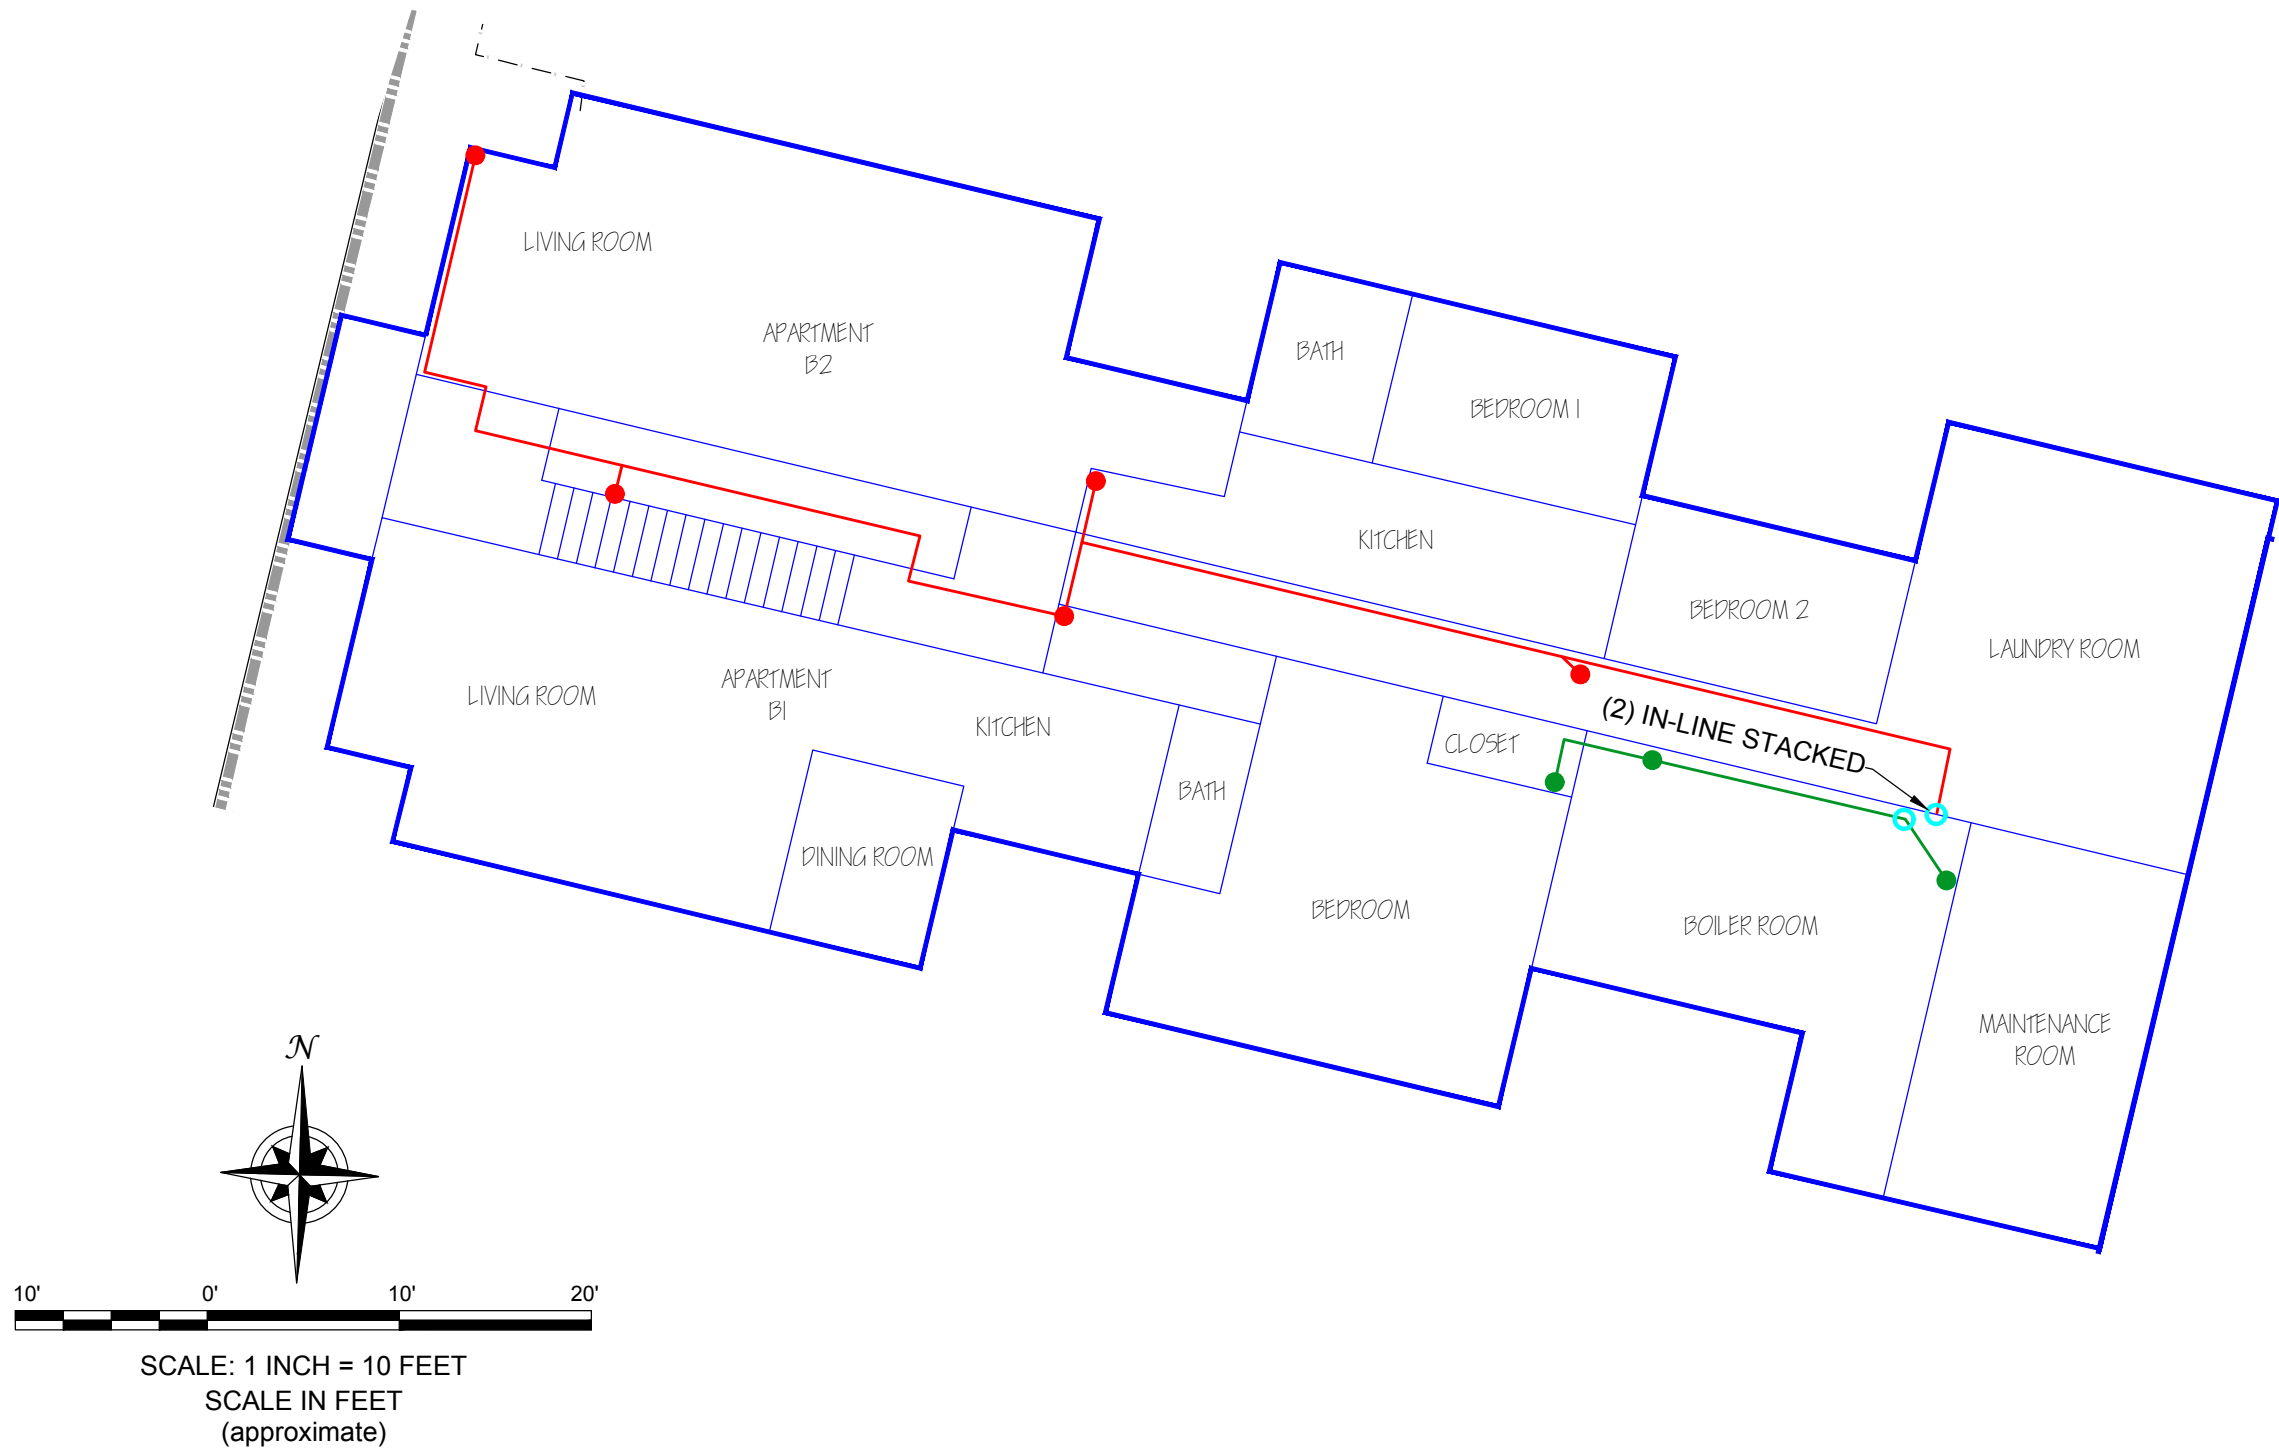 LIVING ROOM
APARTMENT
B2
BATH
BEDROOM 1
KITCHEN
BEDROOM 2
LAUNDRY ROOM
LIVING ROOM
APARTMENT
B1
KITCHEN
(2) IN-LINE STACKED
CLOSET
BATH
DINING ROOM
BEDROOM
BOILER ROOM
MAINTENANCE
ROOM
N
10' 0' 10' 20'
SCALE: 1 INCH = 10 FEET
SCALE IN FEET
(approximate)